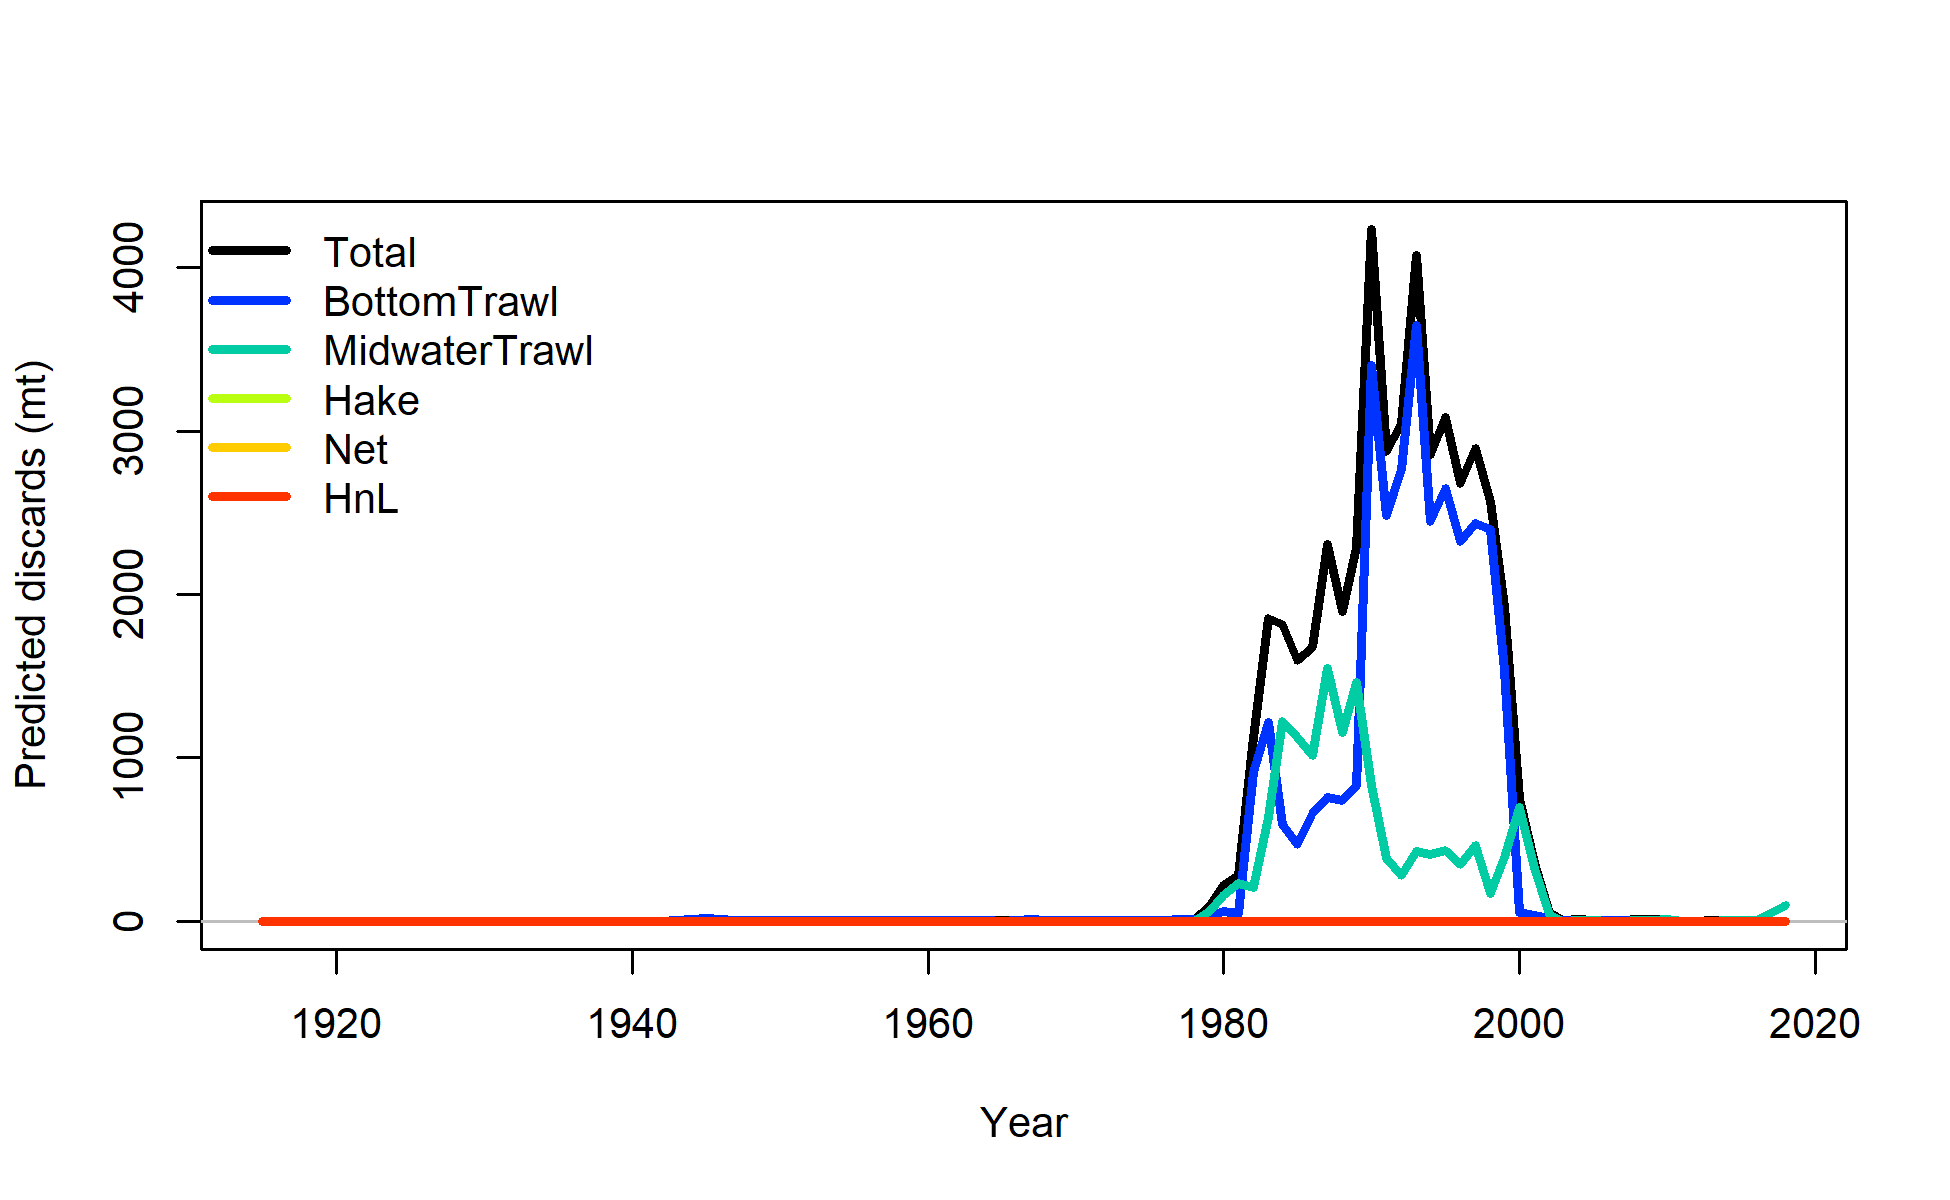 Total
BottomTrawl
MidwaterTrawl
Hake
Net
HnL
Predicted discards (mt)
4000
3000
2000
1000
0
1920 1940 1960 1980 2000 2020
Year